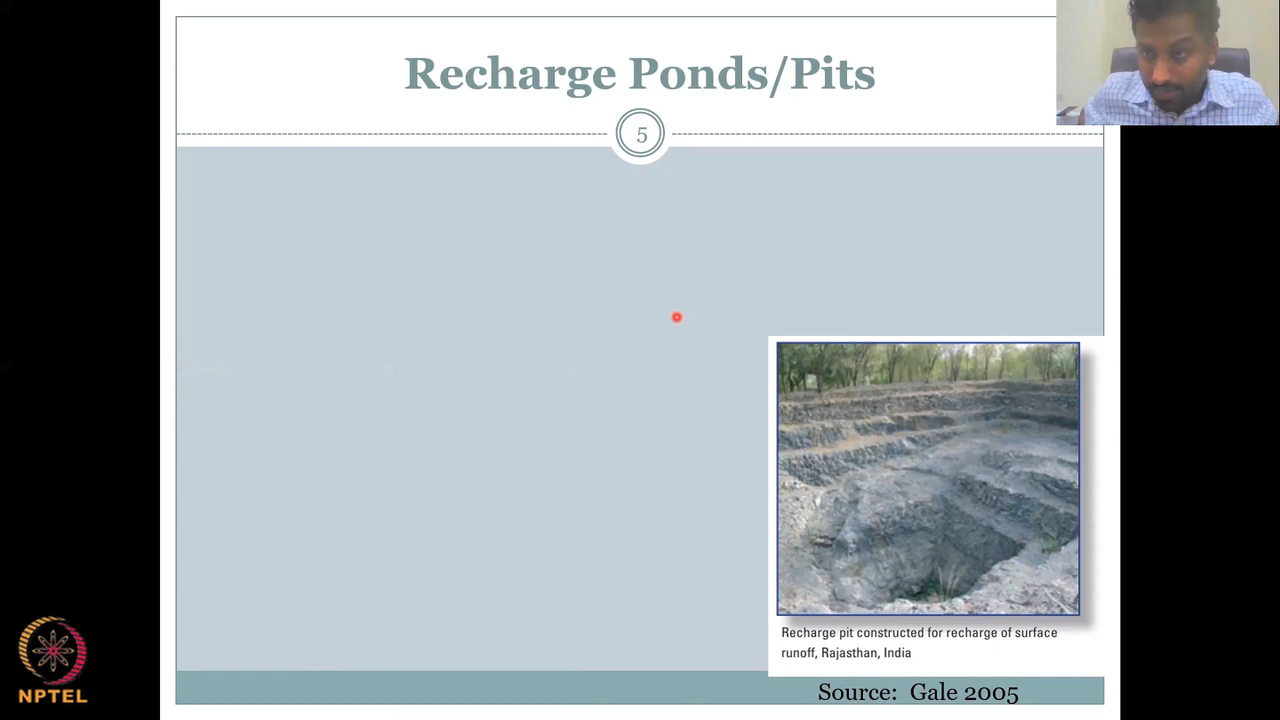 Recharge Ponds/Pits
5
Recharge pit constructed for recharge of surface
runoff, Rajasthan, India
Source: Gale 2005
NPTEL